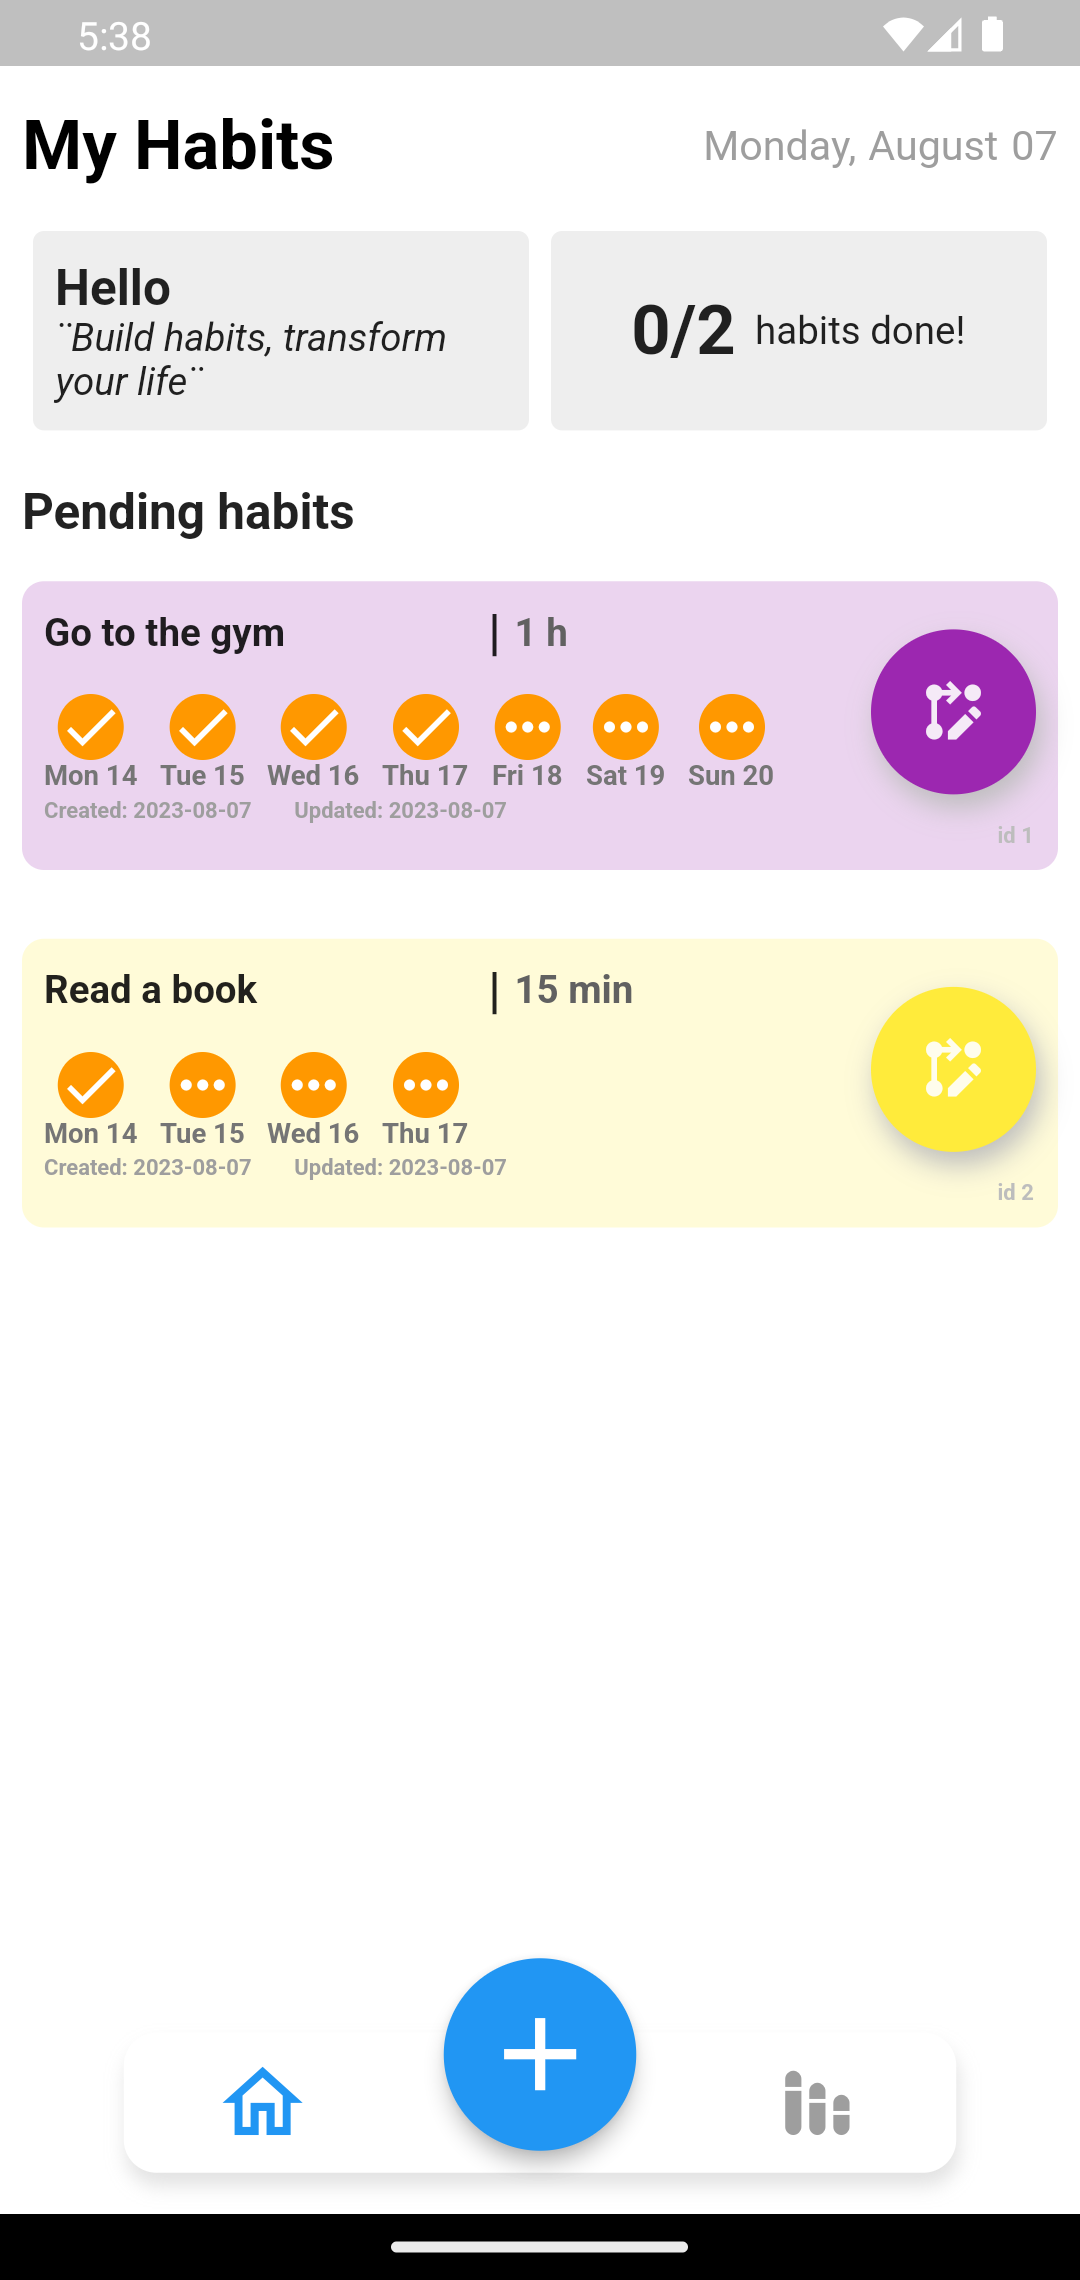 5:38
My Habits
Monday, August 07
Hello
¨Build habits, transform
your life¨
0/2 habits done!
Pending habits
Go to the gym | 1 h
Mon 14 Tue 15 Wed 16 Thu 17 Fri 18 Sat 19 Sun 20
Created: 2023-08-07 Updated: 2023-08-07
id 1
Read a book | 15 min
Mon 14 Tue 15 Wed 16 Thu 17
Created: 2023-08-07 Updated: 2023-08-07
id 2